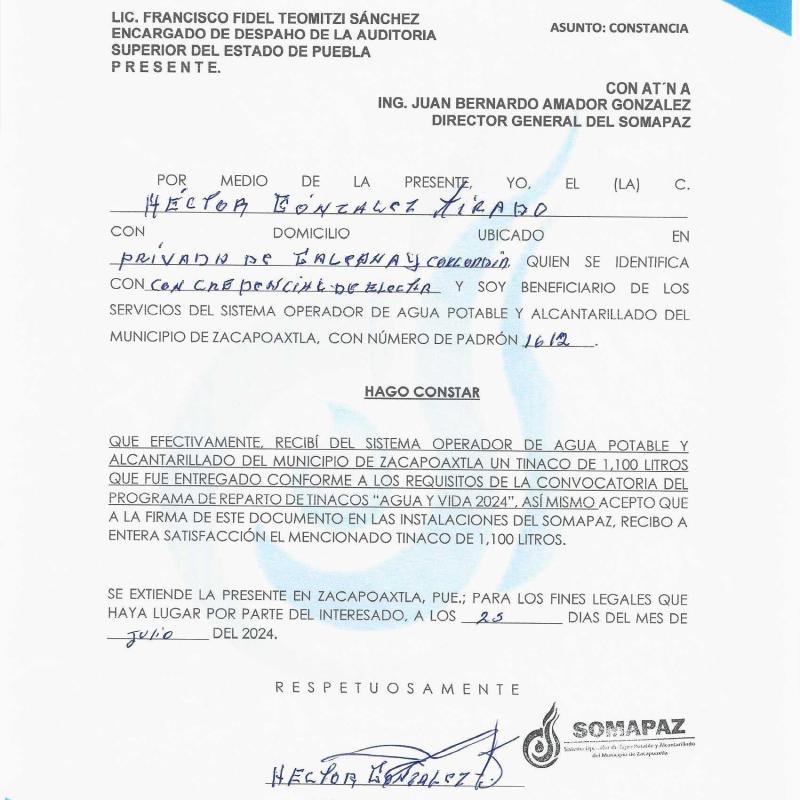 LIC. FRANCISCO FIDEL TEOMITZI SÁNCHEZ
ENCARGADO DE DESPAHO DE LA AUDITORIA
SUPERIOR DEL ESTADO DE PUEBLA
P R E S E N T E.
ASUNTO: CONSTANCIA
CON AT´N A
ING. JUAN BERNARDO AMADOR GONZALEZ
DIRECTOR GENERAL DEL SOMAPAZ
POR MEDIO DE LA PRESENTE, YO, EL (LA) C.
HÉCTOR GONZALEZ TIRADO
CON DOMICILIO UBICADO EN
PRIVADA DE GALEANA Y CONCORDIA. QUIEN SE IDENTIFICA
CON CON CREDENCIAL DE ELECTOR Y SOY BENEFICIARIO DE LOS
SERVICIOS DEL SISTEMA OPERADOR DE AGUA POTABLE Y ALCANTARILLADO DEL
MUNICIPIO DE ZACAPOAXTLA, CON NÚMERO DE PADRÓN 1612.
HAGO CONSTAR
QUE EFECTIVAMENTE, RECIBÍ DEL SISTEMA OPERADOR DE AGUA POTABLE Y
ALCANTARILLADO DEL MUNICIPIO DE ZACAPOAXTLA UN TINACO DE 1,100 LITROS
QUE FUE ENTREGADO CONFORME A LOS REQUISITOS DE LA CONVOCATORIA DEL
PROGRAMA DE REPARTO DE TINACOS “AGUA Y VIDA 2024”, ASÍ MISMO ACEPTO QUE
A LA FIRMA DE ESTE DOCUMENTO EN LAS INSTALACIONES DEL SOMAPAZ, RECIBO A
ENTERA SATISFACCIÓN EL MENCIONADO TINACO DE 1,100 LITROS.
SE EXTIENDE LA PRESENTE EN ZACAPOAXTLA, PUE.; PARA LOS FINES LEGALES QUE
HAYA LUGAR POR PARTE DEL INTERESADO, A LOS 25 DIAS DEL MES DE
JULIO DEL 2024.
R E S P E T U O S A M E N T E
HECTOR GONZALEZ T.
SOMAPAZ
Sistema Operador de Agua Potable y Alcantarillado
del Municipio de Zacapoaxtla